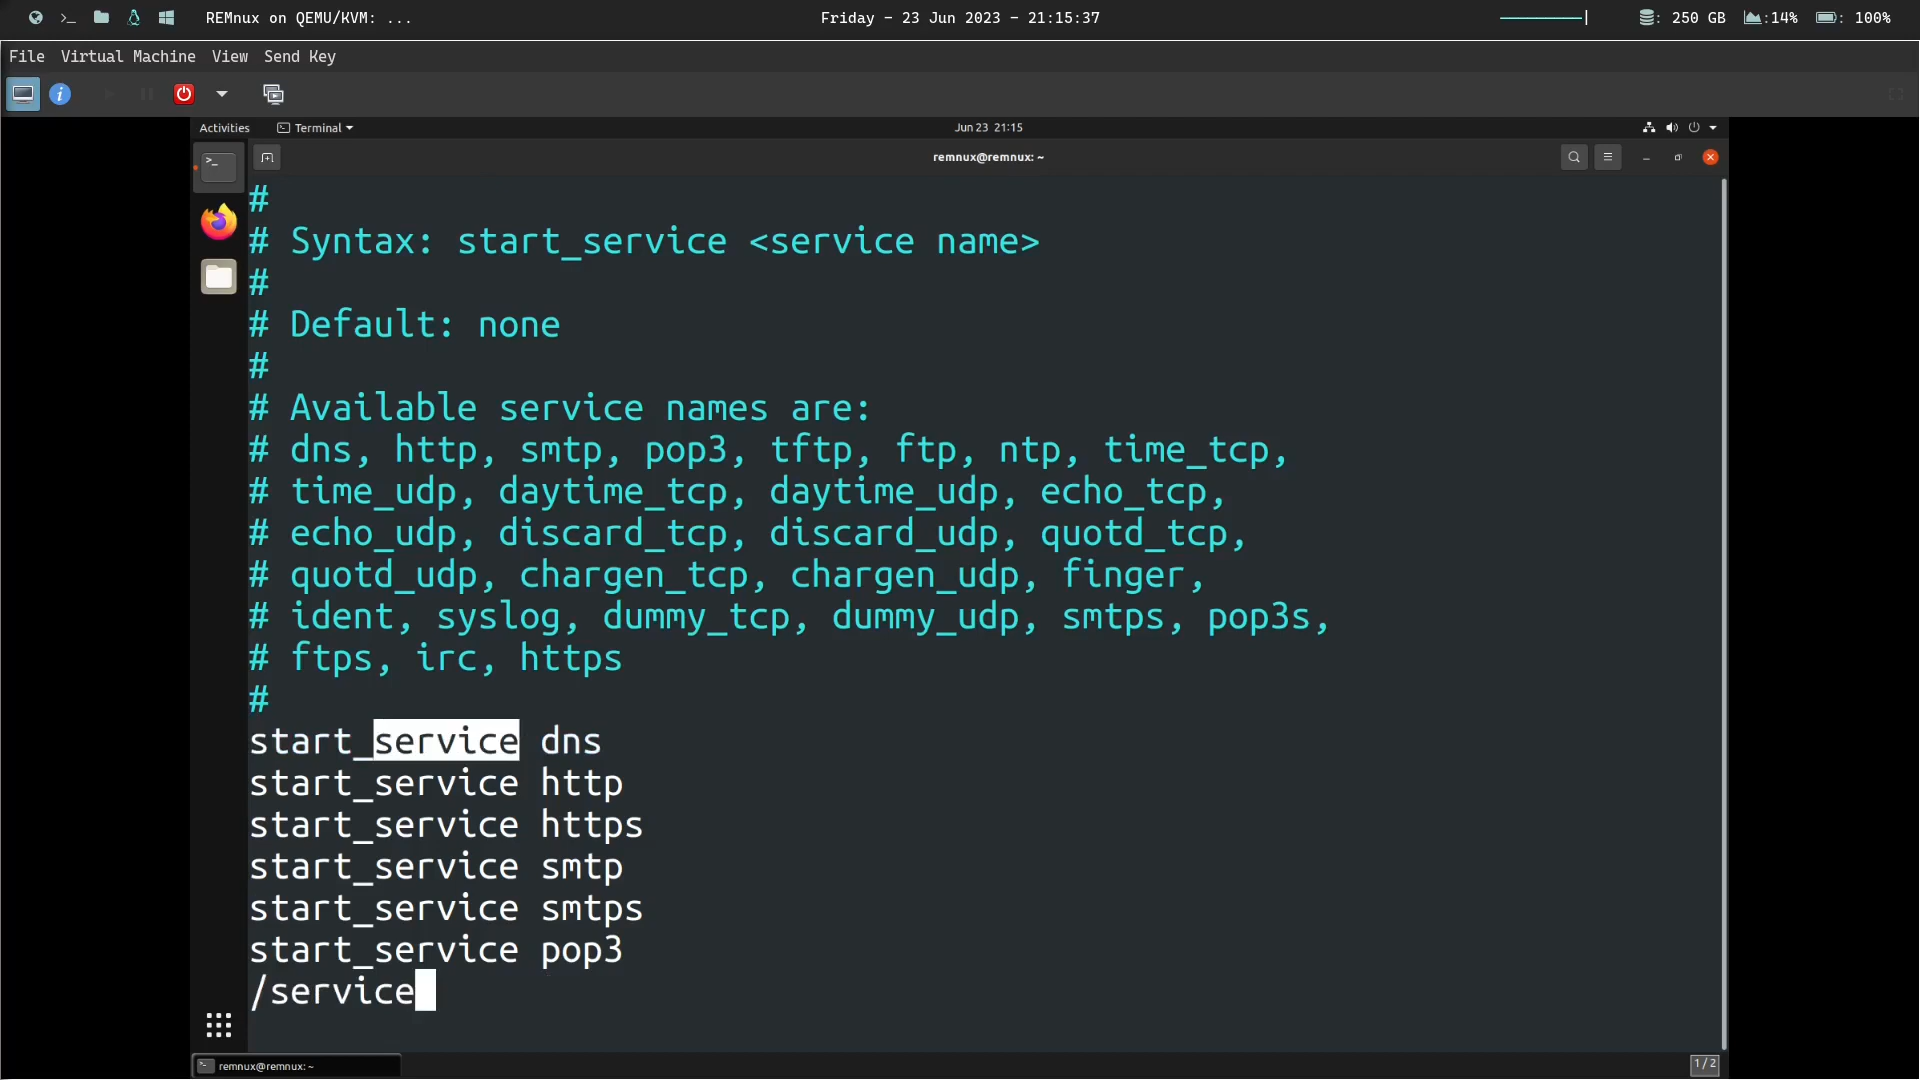 REMnux on QEMU/KVM: ...
Friday - 23 Jun 2023 - 21:15:37
: 250 GB
:14%
: 100%
File Virtual Machine View Send Key
Activities
Terminal
Jun 23 21:15
remnux@remnux: ~
#
# Syntax: start_service <service name>
#
# Default: none
#
# Available service names are:
# dns, http, smtp, pop3, tftp, ftp, ntp, time_tcp,
# time_udp, daytime_tcp, daytime_udp, echo_tcp,
# echo_udp, discard_tcp, discard_udp, quotd_tcp,
# quotd_udp, chargen_tcp, chargen_udp, finger,
# ident, syslog, dummy_tcp, dummy_udp, smtps, pop3s,
# ftps, irc, https
#
start_service dns
start_service http
start_service https
start_service smtp
start_service smtps
start_service pop3
/service
remnux@remnux: ~
1/2